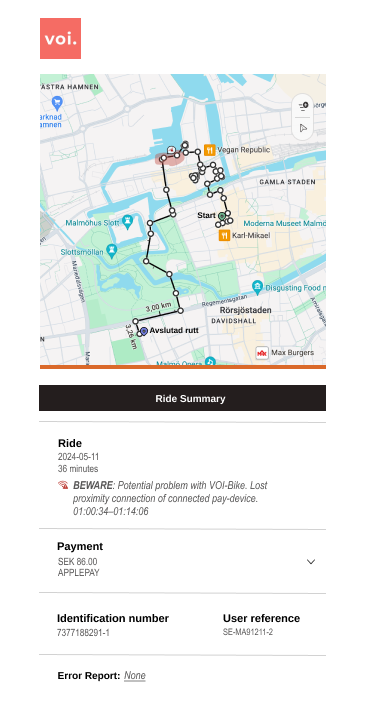 voi.
ÄSTRA HAMNEN
arknad
amnen
Vegan Republic
GAMLA STADEN
Malmöhus Slott
Start
Moderna Museet Malmö
Karl-Mikael
Slottsmöllan
Mariedalsvägen
Disgusting Food
Regementsgatan
3,00 km
Rörsjöstaden
DAVIDSHALL
3,26 km
Avslutad rutt
Max Burgers
Malmö Opera
Ride Summary
Ride
2024-05-11
36 minutes
BEWARE: Potential problem with VOI-Bike. Lost
proximity connection of connected pay-device.
01:00:34–01:14:06
Payment
SEK 86.00
APPLEPAY
Identification number
User reference
7377188291-1
SE-MA91211-2
Error Report: None